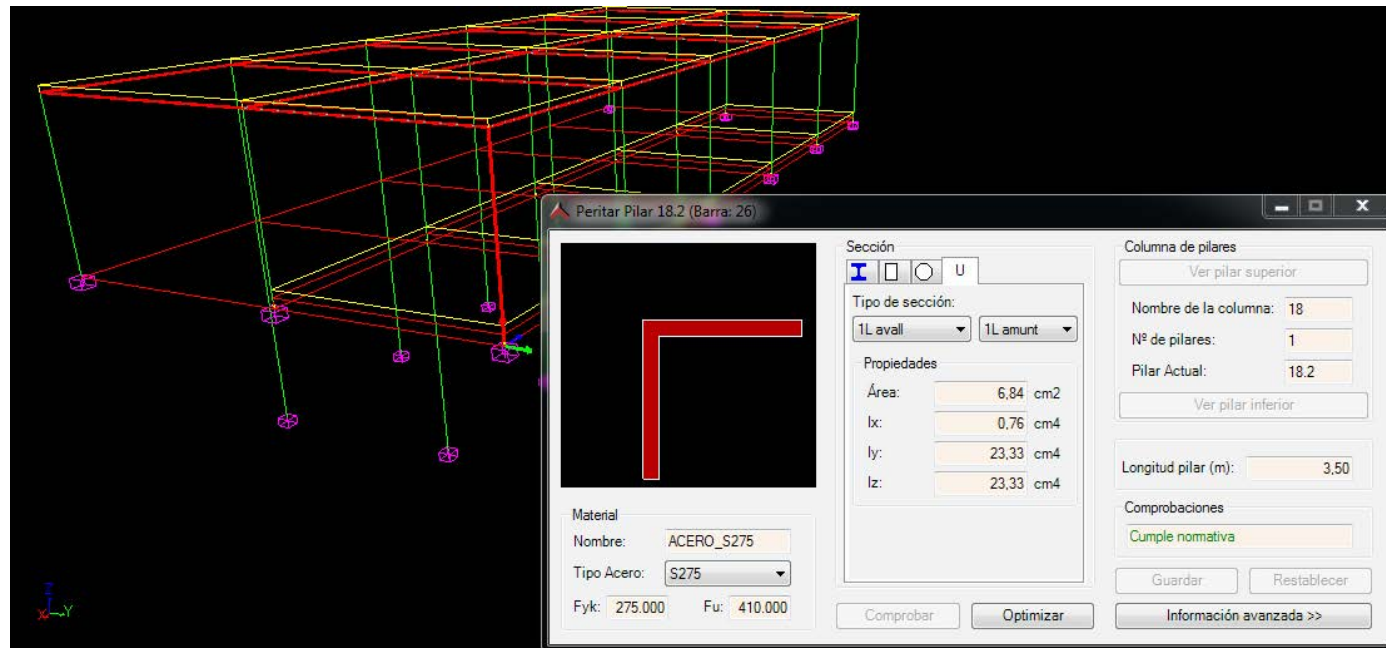 Peritar Pilar 18.2 (Barra: 26)
Sección
U
Tipo de sección:
1L avall
1L amunt
Propiedades
Área: 6,84 cm2
Ix: 0,76 cm4
Iy: 23,33 cm4
Iz: 23,33 cm4
Material
Nombre: ACERO_S275
Tipo Acero: S275
Fyk: 275.000 Fu: 410.000
Comprobar
Optimizar
Columna de pilares
Ver pilar superior
Nombre de la columna: 18
Nº de pilares: 1
Pilar Actual: 18.2
Ver pilar inferior
Longitud pilar (m): 3,50
Comprobaciones
Cumple normativa
Guardar
Restablecer
Información avanzada >>
Z
X
Y